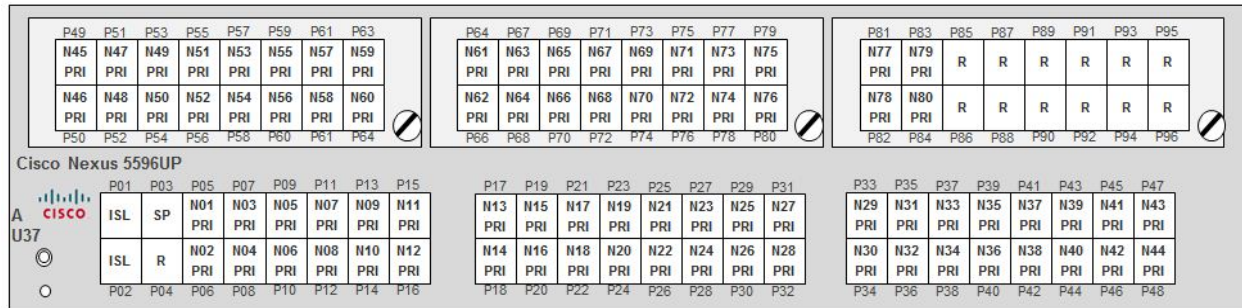 P49 P51 P53 P55 P57 P59 P61 P63
N45 N47 N49 N51 N53 N55 N57 N59
PRI PRI PRI PRI PRI PRI PRI PRI
N46 N48 N50 N52 N54 N56 N58 N60
PRI PRI PRI PRI PRI PRI PRI PRI
P50 P52 P54 P56 P58 P60 P61 P64
P64 P67 P69 P71 P73 P75 P77 P79
N61 N63 N65 N67 N69 N71 N73 N75
PRI PRI PRI PRI PRI PRI PRI PRI
N62 N64 N66 N68 N70 N72 N74 N76
PRI PRI PRI PRI PRI PRI PRI PRI
P66 P68 P70 P72 P74 P76 P78 P80
P81 P83 P85 P87 P89 P91 P93 P95
N77 N79 R R R R R R
PRI PRI
N78 N80 R R R R R R
PRI PRI
P82 P84 P86 P88 P90 P92 P94 P96
Cisco Nexus 5596UP
A
U37
CISCO
P01 P03 P05 P07 P09 P11 P13 P15
ISL SP N01 N03 N05 N07 N09 N11
PRI PRI PRI PRI PRI PRI
ISL R N02 N04 N06 N08 N10 N12
PRI PRI PRI PRI PRI PRI
P02 P04 P06 P08 P10 P12 P14 P16
P17 P19 P21 P23 P25 P27 P29 P31
N13 N15 N17 N19 N21 N23 N25 N27
PRI PRI PRI PRI PRI PRI PRI PRI
N14 N16 N18 N20 N22 N24 N26 N28
PRI PRI PRI PRI PRI PRI PRI PRI
P18 P20 P22 P24 P26 P28 P30 P32
P33 P35 P37 P39 P41 P43 P45 P47
N29 N31 N33 N35 N37 N39 N41 N43
PRI PRI PRI PRI PRI PRI PRI PRI
N30 N32 N34 N36 N38 N40 N42 N44
PRI PRI PRI PRI PRI PRI PRI PRI
P34 P36 P38 P40 P42 P44 P46 P48